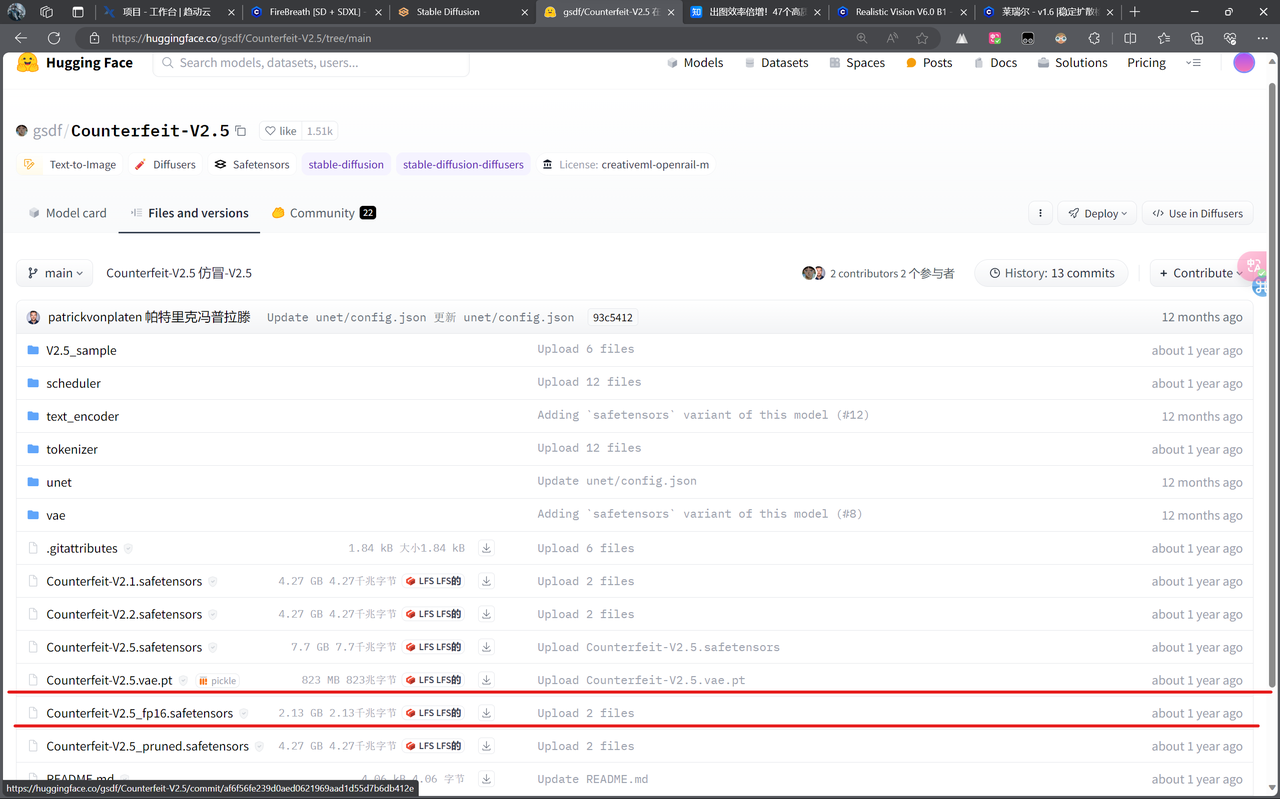 项目 - 工作台 | 趋动云
FireBreath [SD + SDXL] -
Stable Diffusion
gsdf/Counterfeit-V2.5 在
知 出图效率倍增！47个高
Realistic Vision V6.0 B1 -
莱瑞尔 - v1.6 |稳定扩散
https://huggingface.co/gsdf/Counterfeit-V2.5/tree/main
Hugging Face
Search models, datasets, users...
Models
Datasets
Spaces
Posts
Docs
Solutions
Pricing
gsdf/Counterfeit-V2.5
like 1.51k
Text-to-Image
Diffusers
Safetensors
stable-diffusion
stable-diffusion-diffusers
License: creativeml-openrail-m
Model card
Files and versions
Community 22
Deploy
Use in Diffusers
main
Counterfeit-V2.5 仿冒-V2.5
2 contributors 2 个参与者
History: 13 commits
+ Contribute
patrickvonplaten 帕特里克冯普拉滕 Update unet/config.json 更新 unet/config.json 93c5412 12 months ago
V2.5_sample Upload 6 files about 1 year ago
scheduler Upload 12 files about 1 year ago
text_encoder Adding `safetensors` variant of this model (#12) 12 months ago
tokenizer Upload 12 files about 1 year ago
unet Update unet/config.json 12 months ago
vae Adding `safetensors` variant of this model (#8) 12 months ago
.gitattributes 1.84 kB 大小1.84 kB Upload 6 files about 1 year ago
Counterfeit-V2.1.safetensors 4.27 GB 4.27千兆字节 LFS LFS的 Upload 2 files about 1 year ago
Counterfeit-V2.2.safetensors 4.27 GB 4.27千兆字节 LFS LFS的 Upload 2 files about 1 year ago
Counterfeit-V2.5.safetensors 7.7 GB 7.7千兆字节 LFS LFS的 Upload Counterfeit-V2.5.safetensors about 1 year ago
Counterfeit-V2.5.vae.pt pickle 823 MB 823兆字节 LFS LFS的 Upload Counterfeit-V2.5.vae.pt about 1 year ago
Counterfeit-V2.5_fp16.safetensors 2.13 GB 2.13千兆字节 LFS LFS的 Upload 2 files about 1 year ago
Counterfeit-V2.5_pruned.safetensors 4.27 GB 4.27千兆字节 LFS LFS的 Upload 2 files about 1 year ago
README.md 4.06 kB 4.06 字节 Update README.md about 1 year ago
https://huggingface.co/gsdf/Counterfeit-V2.5/commit/af6f56fe239d0aed0621969aad1d55d7b6db412e